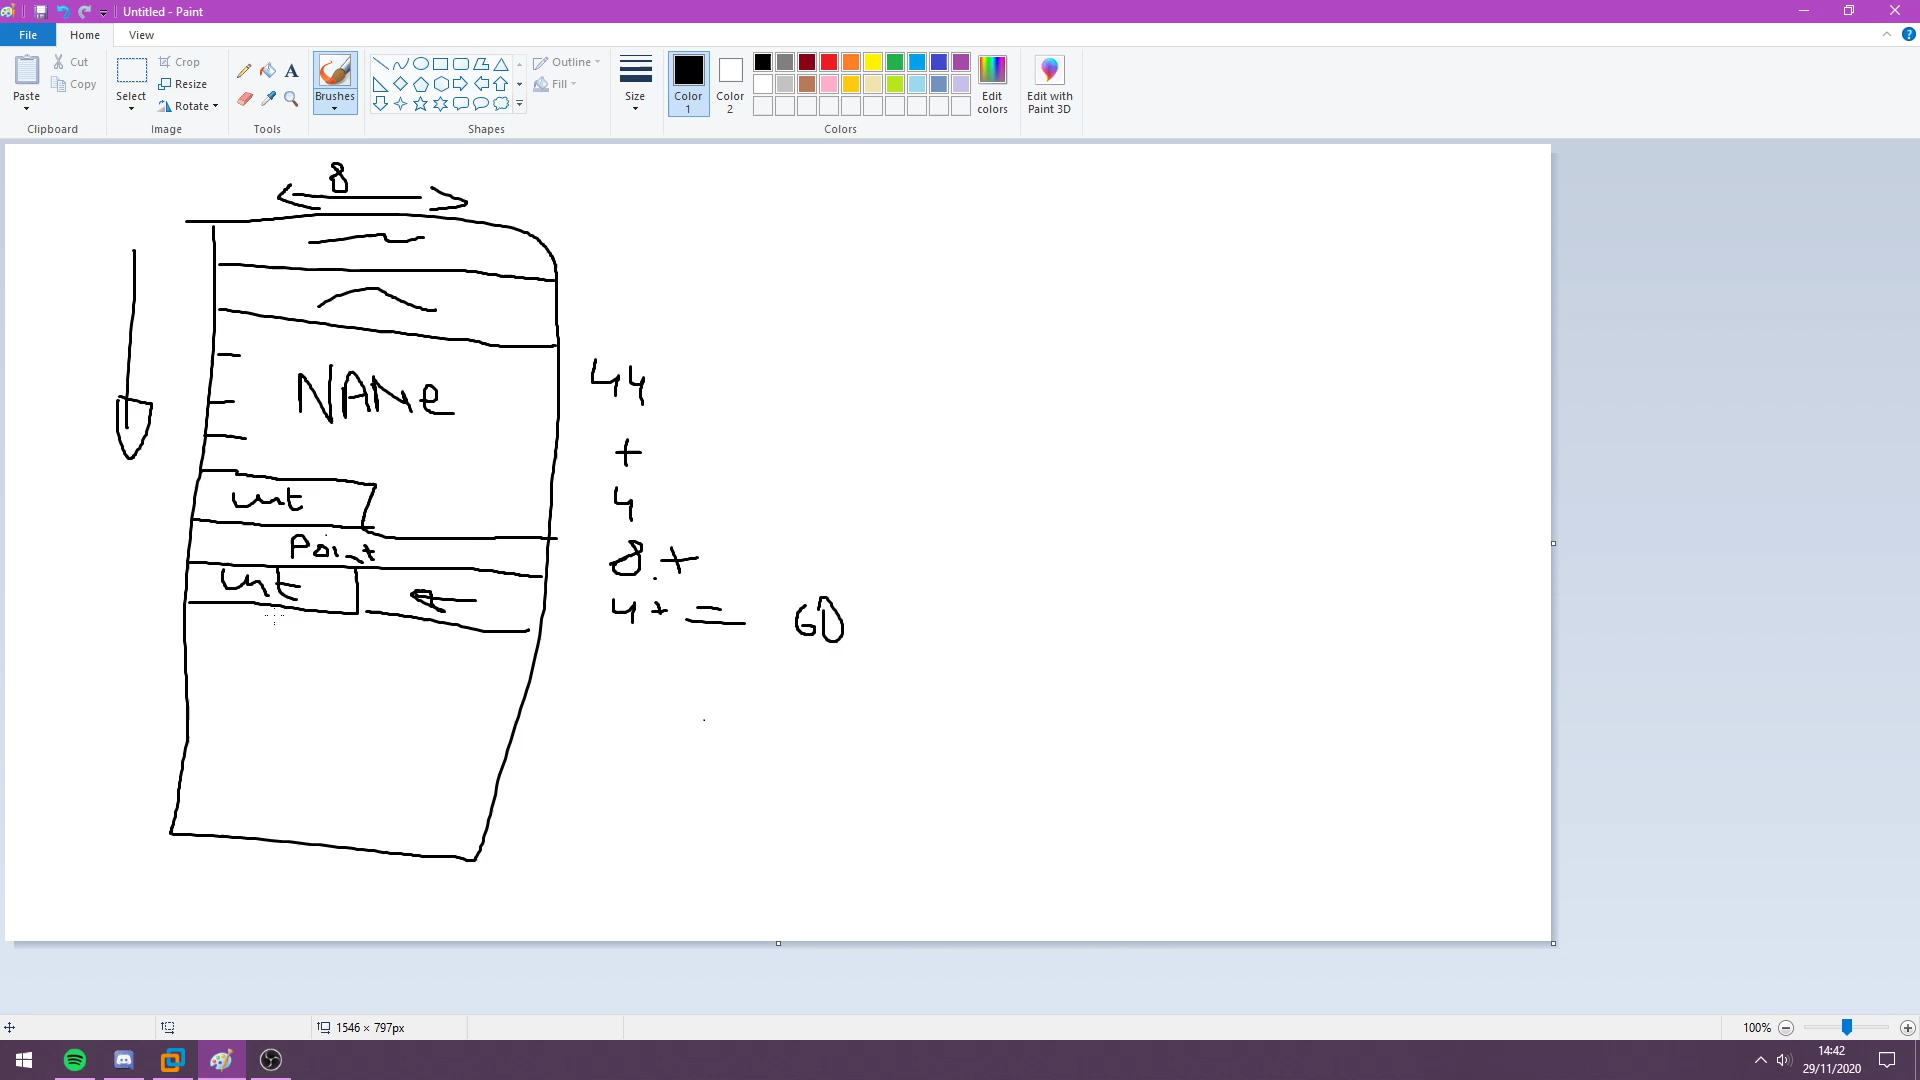 Untitled - Paint
File Home View
Paste Cut Copy Clipboard
Select Crop Resize Rotate Image
Tools
Brushes
Shapes
Outline
Fill
Size
Color 1
Color 2
Colors
Edit colors
Edit with Paint 3D
8
NAMe
44
+
int
4
Point
8 +
int
4 + = 60
1546 × 797px
100%
14:42
29/11/2020